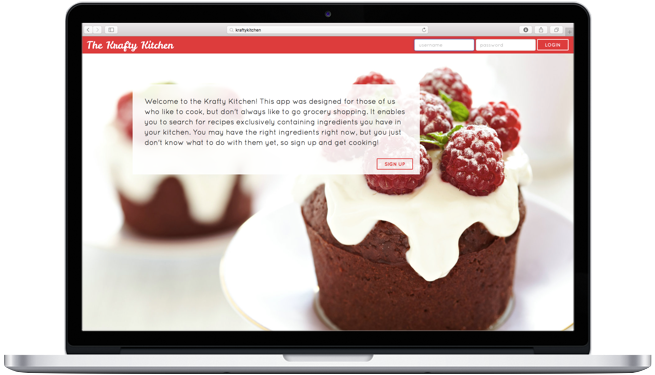 kraftykitchen
The Krafty Kitchen
username
password
LOGIN
Welcome to the Krafty Kitchen! This app was designed for those of us
who like to cook, but don't always like to go grocery shopping. It enables
you to search for recipes exclusively containing ingredients you have in
your kitchen. You may have the right ingredients right now, but you just
don't know what to do with them yet, so sign up and get cooking!
SIGN UP